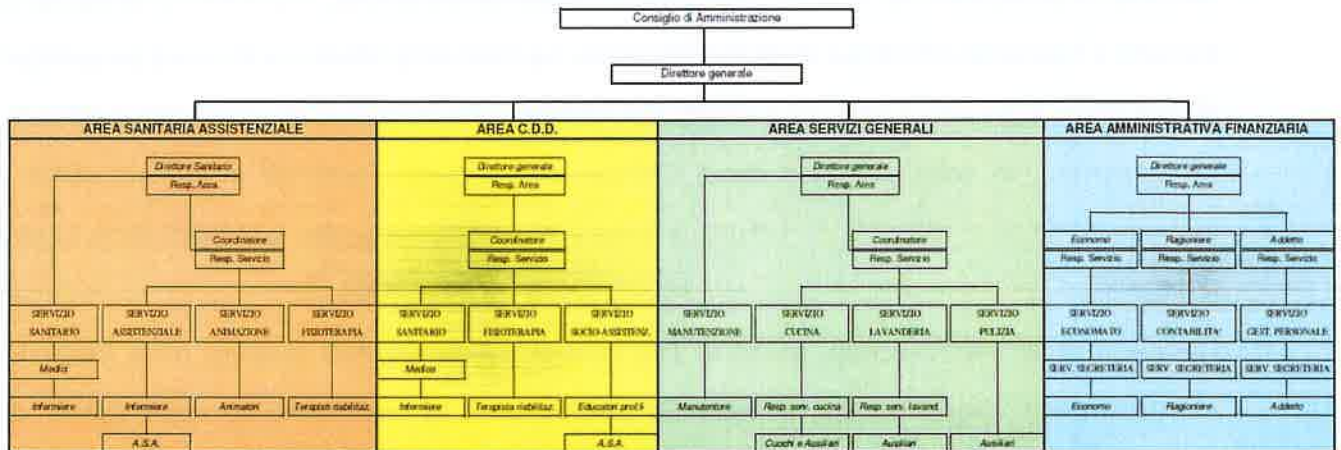 Consiglio di Amministrazione
Direttore generale
AREA SANITARIA ASSISTENZIALE
Direttore Sanitario
Resp. Area
Coordinatore
Resp. Servizio
SERVIZIO SANITARIO
SERVIZIO ASSISTENZIALE
SERVIZIO ANIMAZIONE
SERVIZIO FISIOTERAPIA
Medici
Infermiere
Infermiere
Animatori
Terapisti riabilitaz.
A.S.A.
AREA C.D.D.
Direttore generale
Resp. Area
Coordinatore
Resp. Servizio
SERVIZIO SANITARIO
SERVIZIO FISIOTERAPIA
SERVIZIO SOCIO-ASSISTENZ.
Medico
Infermiere
Terapista riabilitaz.
Educatori prof.li
A.S.A.
AREA SERVIZI GENERALI
Direttore generale
Resp. Area
Coordinatore
Resp. Servizio
SERVIZIO MANUTENZIONE
SERVIZIO CUCINA
SERVIZIO LAVANDERIA
SERVIZIO PULIZIA
Manutentore
Resp. serv. cucina
Resp. serv. lavand.
Cuochi e Ausiliari
Ausiliari
Ausiliari
AREA AMMINISTRATIVA FINANZIARIA
Direttore generale
Resp. Area
Economo
Resp. Servizio
Ragioniere
Resp. Servizio
Addetto
Resp. Servizio
SERVIZIO ECONOMATO
SERVIZIO CONTABILITA'
SERVIZIO GEST. PERSONALE
SERV. SEGRETERIA
SERV. SEGRETERIA
SERV. SEGRETERIA
Economo
Ragioniere
Addetto